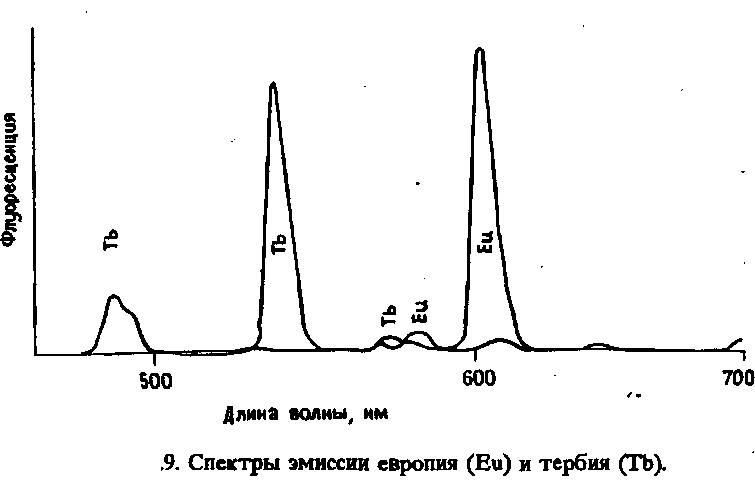 Флуоресценция
Tb
Tb
Tb
Eu
Eu
500
600
700
Длина волны, нм
.9. Спектры эмиссии европия (Eu) и тербия (Tb).